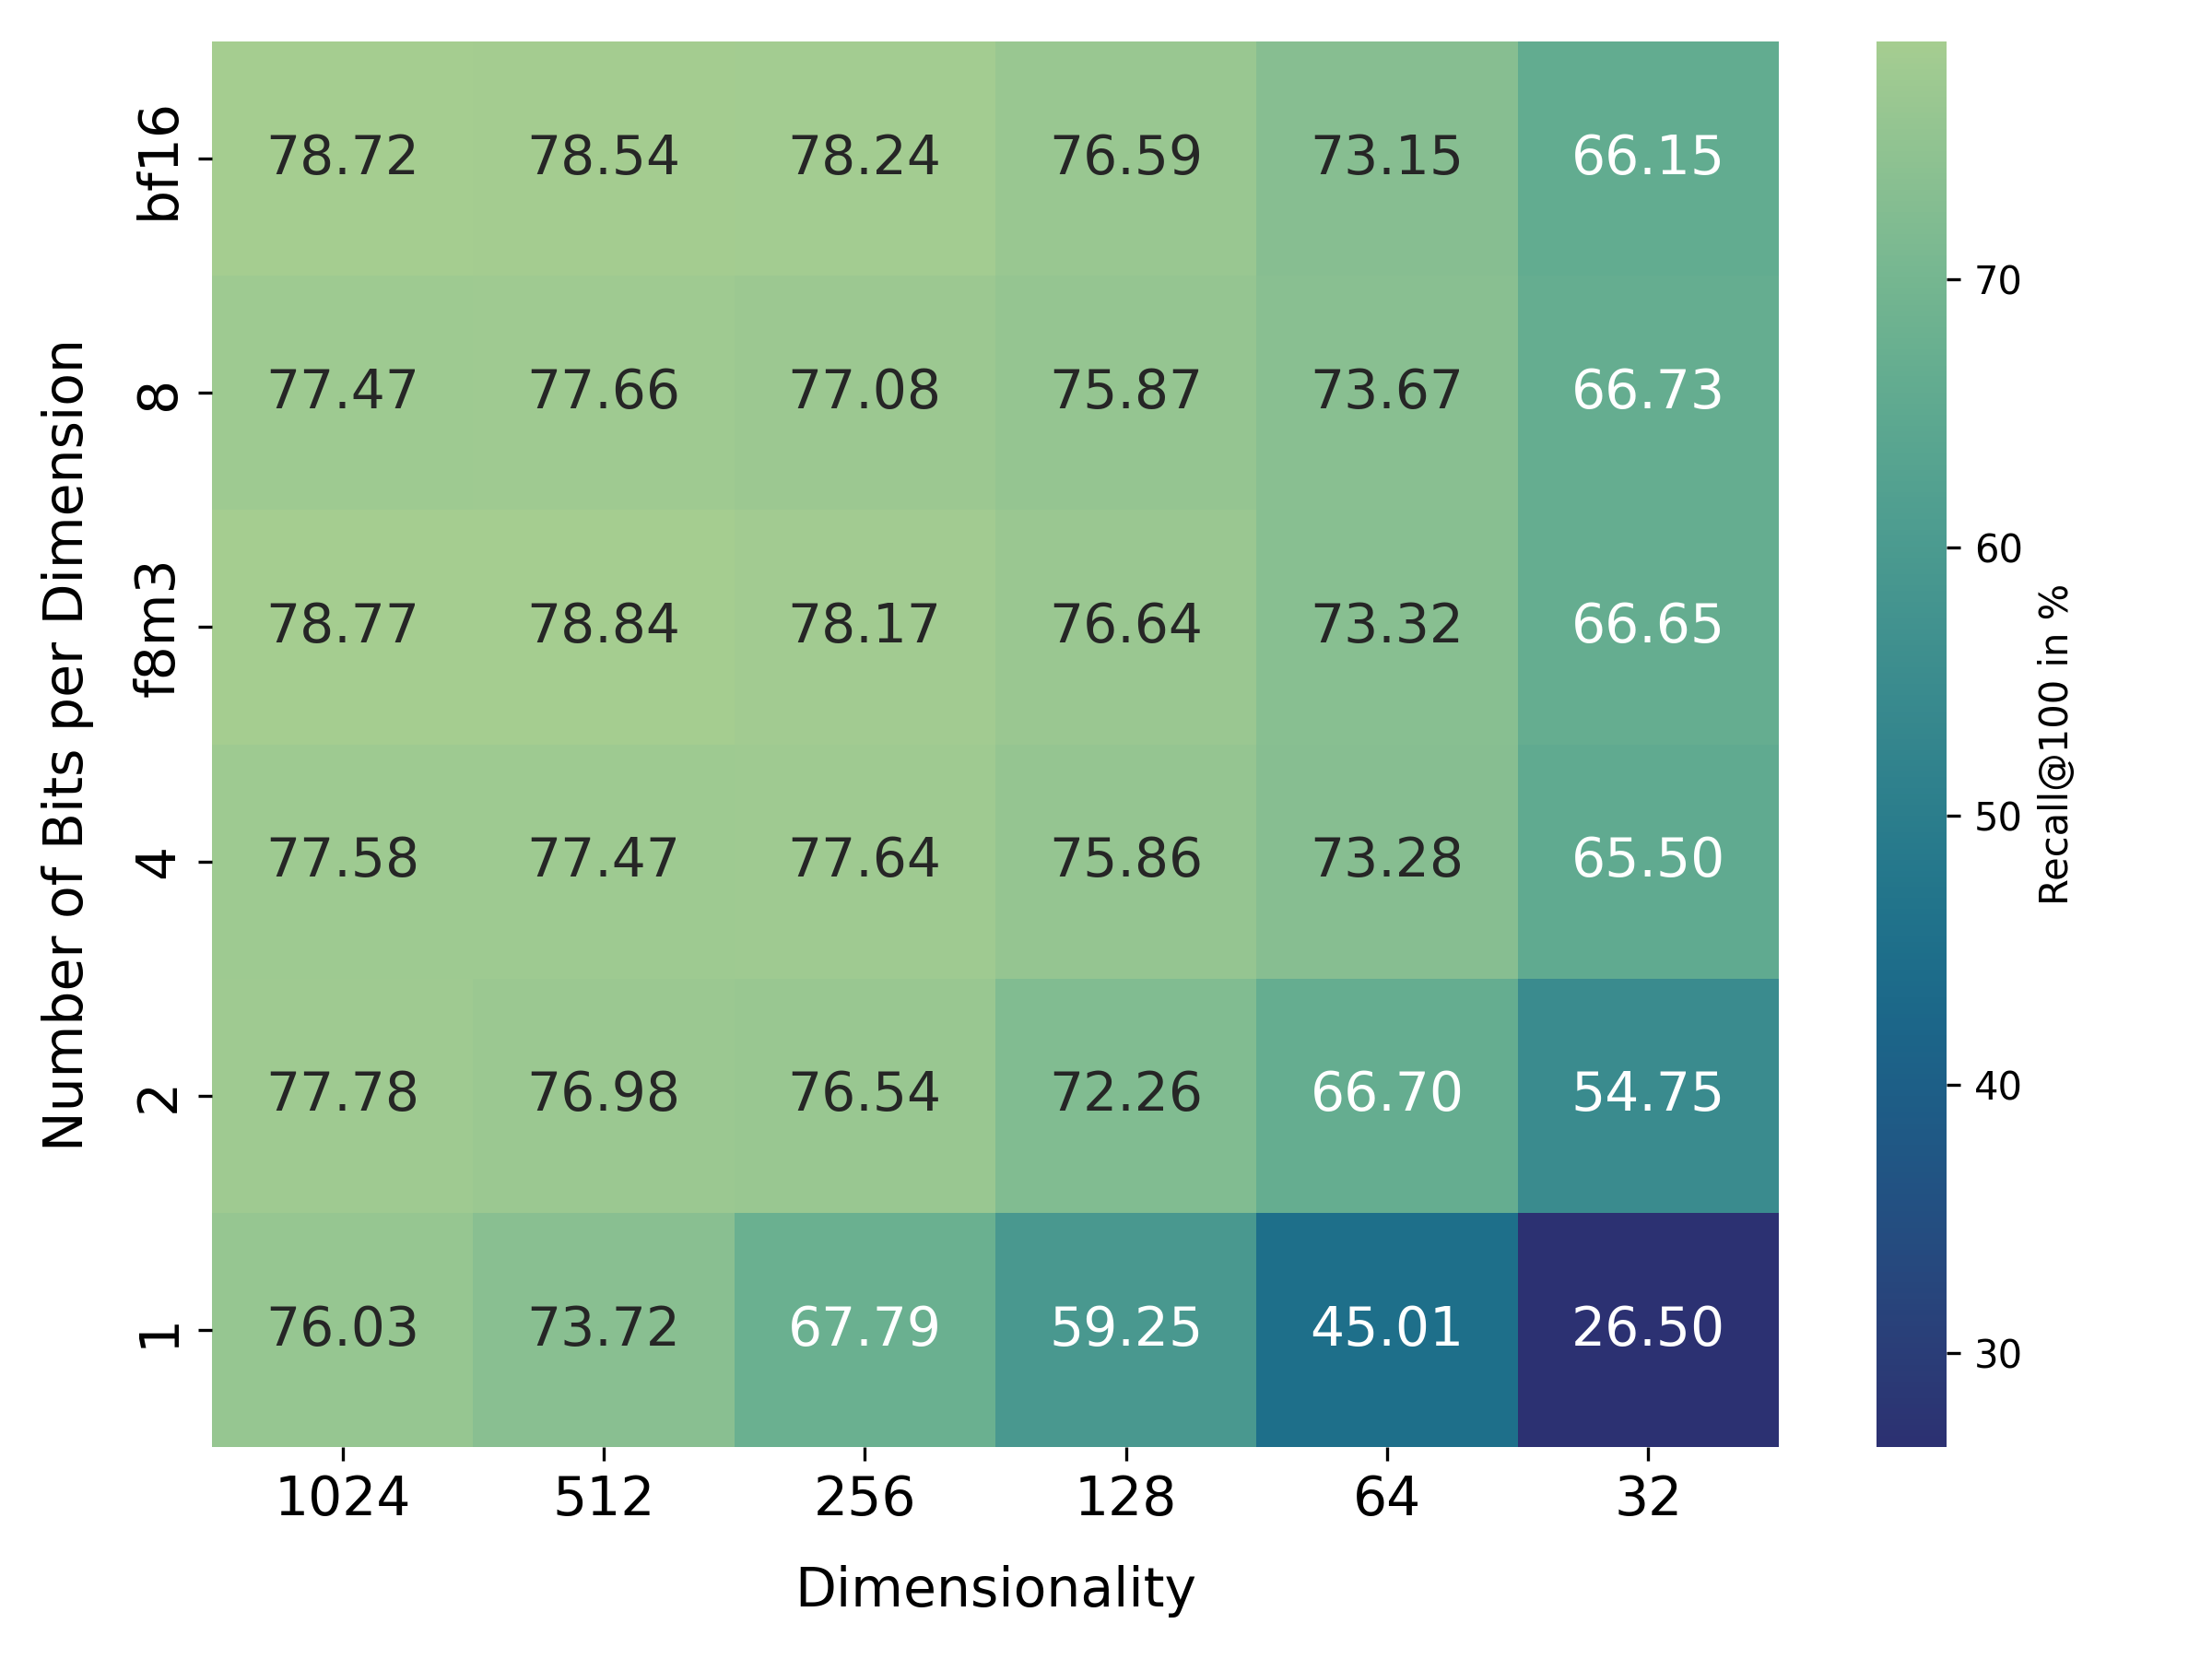 Number of Bits per Dimension
bf16 78.72 78.54 78.24 76.59 73.15 66.15
8 77.47 77.66 77.08 75.87 73.67 66.73
f8m3 78.77 78.84 78.17 76.64 73.32 66.65
4 77.58 77.47 77.64 75.86 73.28 65.50
2 77.78 76.98 76.54 72.26 66.70 54.75
1 76.03 73.72 67.79 59.25 45.01 26.50
1024 512 256 128 64 32
Dimensionality
70
60
50
40
30
Recall@100 in %